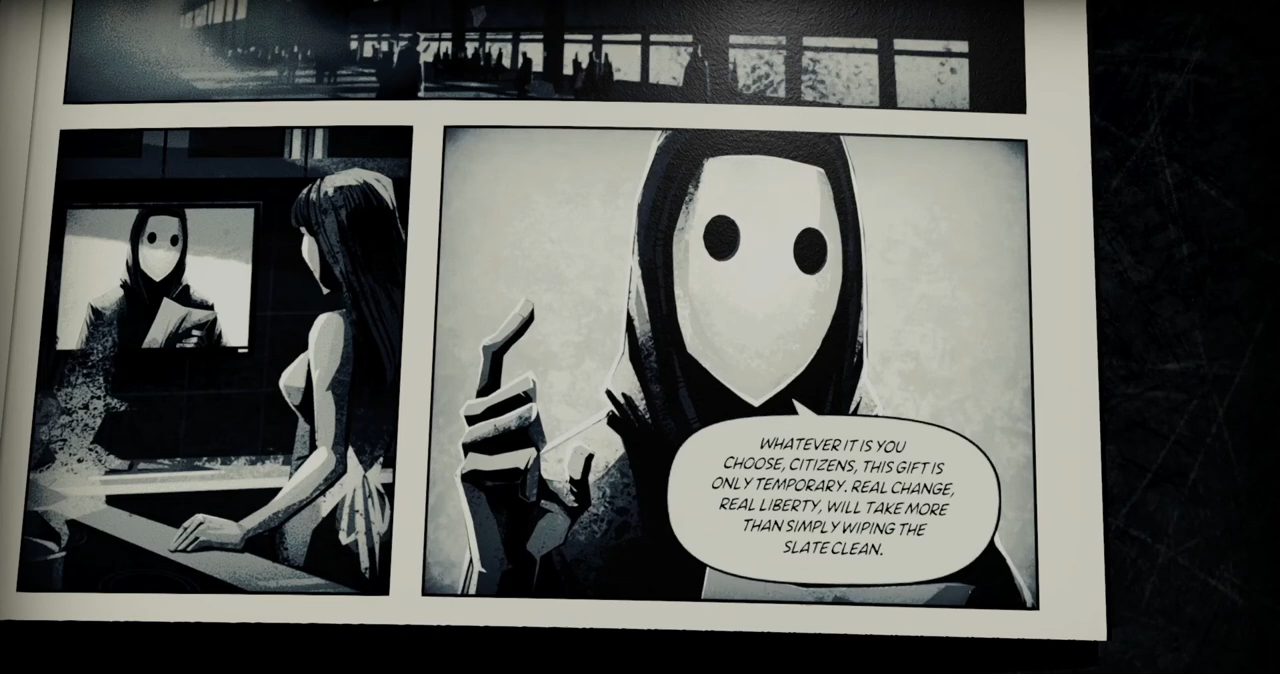 WHATEVER IT IS YOU
CHOOSE, CITIZENS, THIS GIFT IS
ONLY TEMPORARY. REAL CHANGE,
REAL LIBERTY, WILL TAKE MORE
THAN SIMPLY WIPING THE
SLATE CLEAN.